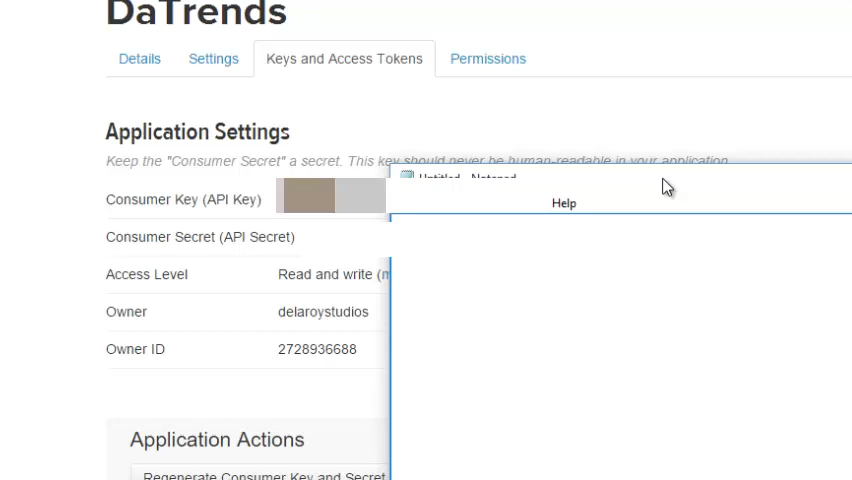 DaTrends
Details Settings Keys and Access Tokens Permissions
Application Settings
Keep the "Consumer Secret" a secret. This key should never be human-readable in your application.
Untitled - Notepad
Consumer Key (API Key)
Help
Consumer Secret (API Secret)
Access Level Read and write (m
Owner delaroystudios
Owner ID 2728936688
Application Actions
Regenerate Consumer Key and Secret